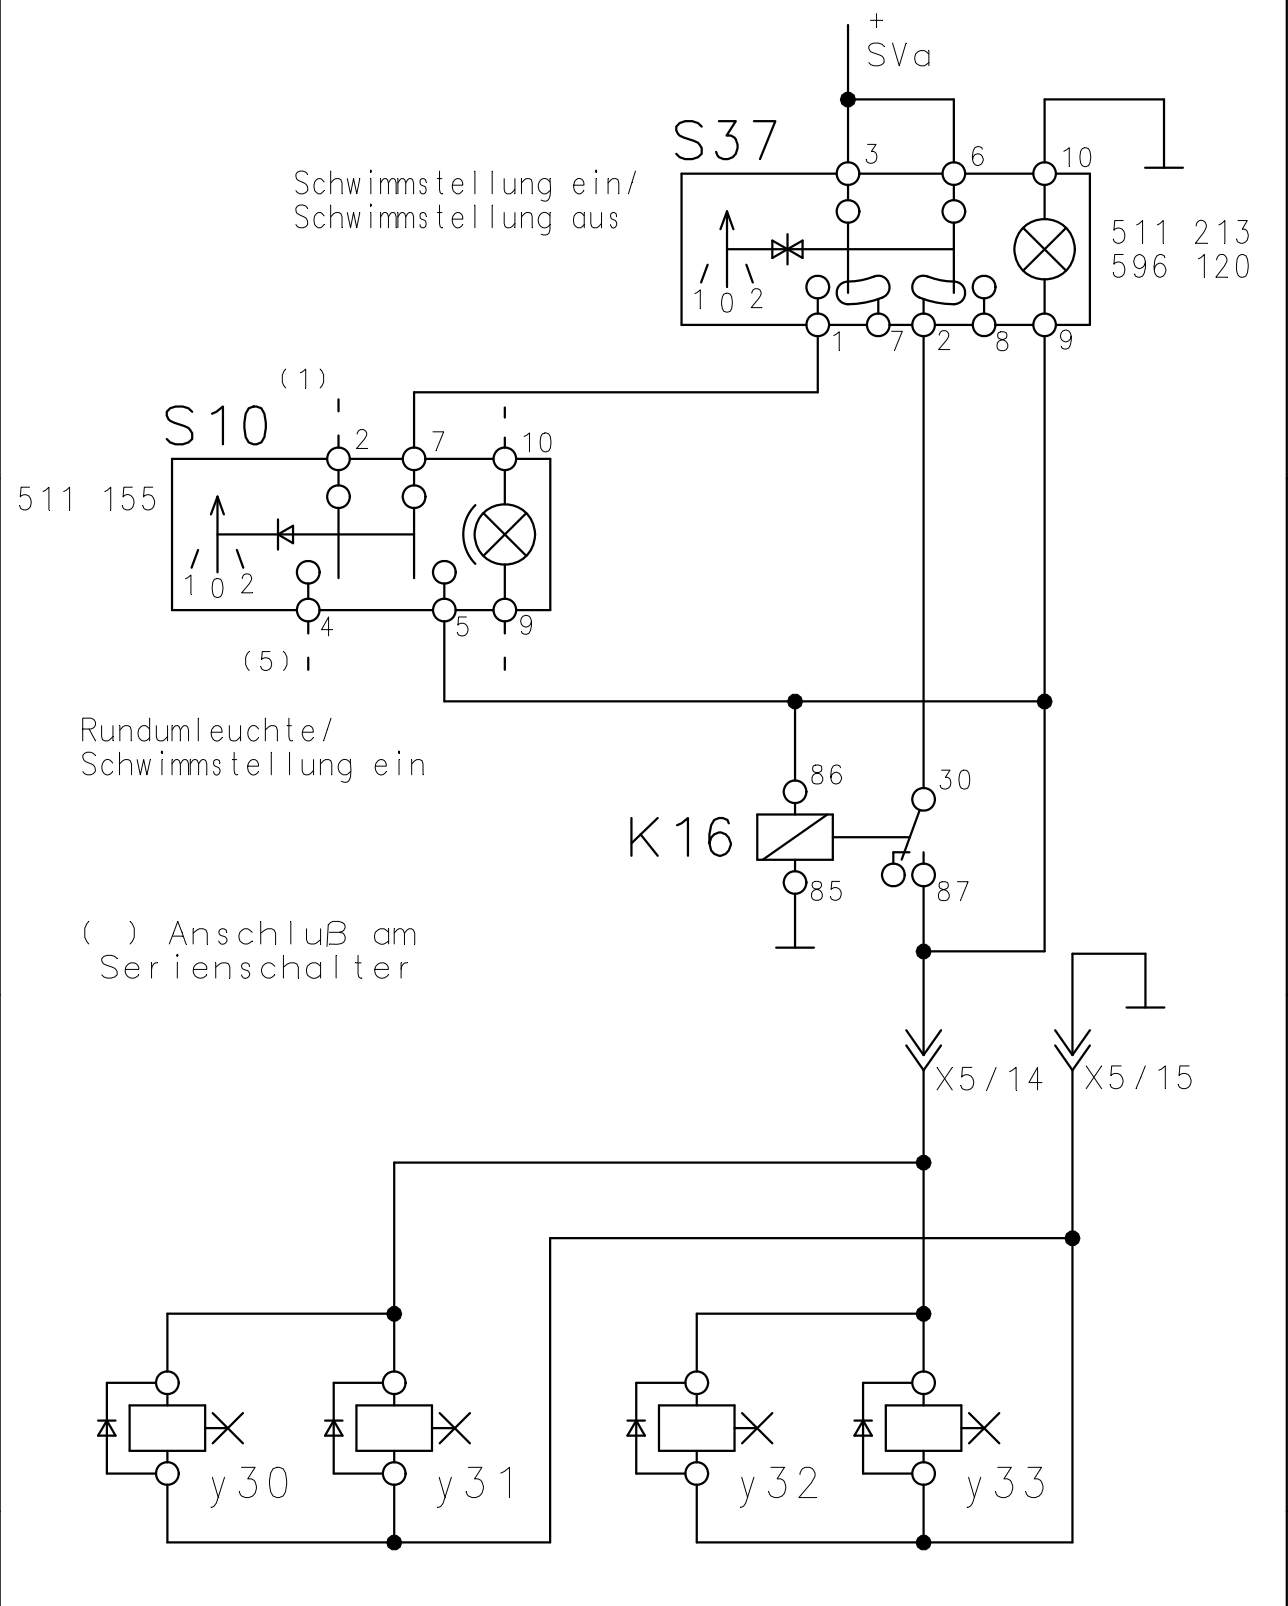 +
SVa
S37
3
6
10
Schwimmstellung ein/
Schwimmstellung aus
511 213
596 120
1 0 2
1
7
2
8
9
(1)
S10
2
7
10
511 155
1 0 2
4
5
9
(5)
Rundumleuchte/
Schwimmstellung ein
86
30
K16
85
87
( ) Anschluß am
Serienschalter
X5/14
X5/15
y30
y31
y32
y33